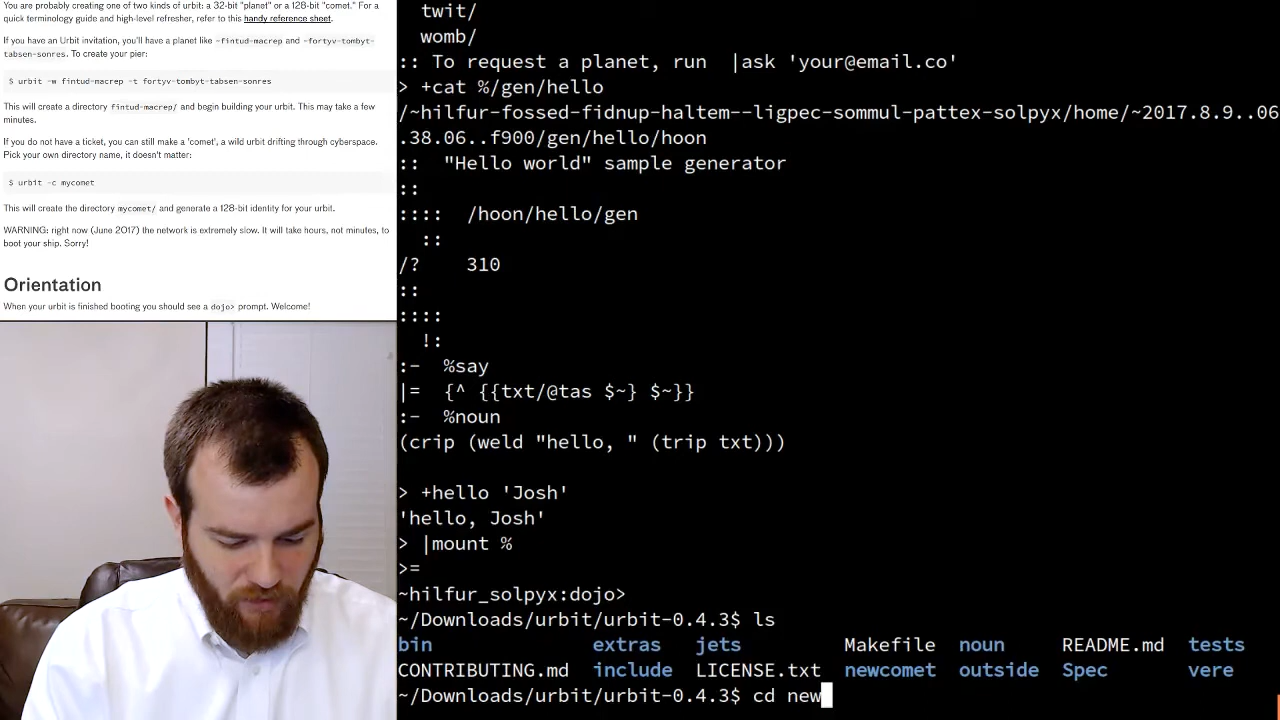 You are probably creating one of two kinds of urbit: a 32-bit "planet" or a 128-bit "comet." For a
quick terminology guide and high-level refresher, refer to this handy reference sheet.
If you have an Urbit invitation, you'll have a planet like ~fintud-macrep and ~fortyv-tombyt-
tabsen-sonres. To create your pier:
$ urbit -w fintud-macrep -t fortyv-tombyt-tabsen-sonres
This will create a directory fintud-macrep/ and begin building your urbit. This may take a few
minutes.
If you do not have a ticket, you can still make a 'comet', a wild urbit drifting through cyberspace.
Pick your own directory name, it doesn't matter:
$ urbit -c mycomet
This will create the directory mycomet/ and generate a 128-bit identity for your urbit.
WARNING: right now (June 2017) the network is extremely slow. It will take hours, not minutes, to
boot your ship. Sorry!
Orientation
When your urbit is finished booting you should see a dojo> prompt. Welcome!
twit/
womb/
:: To request a planet, run  |ask 'your@email.co'
> +cat %/gen/hello
/~hilfur-fossed-fidnup-haltem--ligpec-sommul-pattex-solpyx/home/~2017.8.9..06
.38.06..f900/gen/hello/hoon
::  "Hello world" sample generator
::
::::  /hoon/hello/gen
  ::
/?    310
::
::::
  !:
:-  %say
|=  {^ {{txt/@tas $~} $~}}
:-  %noun
(crip (weld "hello, " (trip txt)))
> +hello 'Josh'
'hello, Josh'
> |mount %
>=
~hilfur_solpyx:dojo>
~/Downloads/urbit/urbit-0.4.3$ ls
bin extras jets Makefile noun README.md tests
CONTRIBUTING.md include LICENSE.txt newcomet outside Spec vere
~/Downloads/urbit/urbit-0.4.3$ cd new